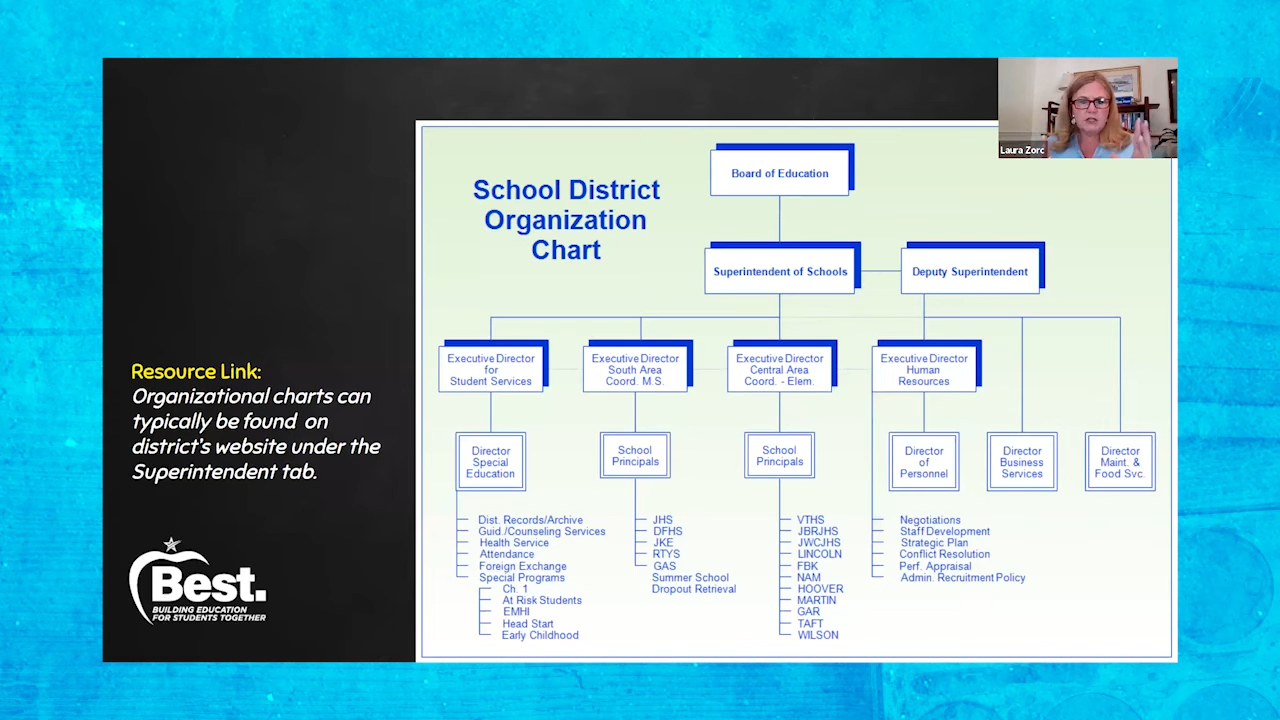 Laura Zorc
School District
Organization
Chart
Board of Education
Superintendent of Schools
Deputy Superintendent
Executive Director
for
Student Services
Executive Director
South Area
Coord. M.S.
Executive Director
Central Area
Coord. - Elem.
Executive Director
Human
Resources
Director
Special
Education
School
Principals
School
Principals
Director
of
Personnel
Director
Business
Services
Director
Maint. &
Food Svc.
Dist. Records/Archive
Guid./Counseling Services
Health Service
Attendance
Foreign Exchange
Special Programs
Ch. 1
At Risk Students
EMHI
Head Start
Early Childhood
JHS
DFHS
JKE
RTYS
GAS
Summer School
Dropout Retrieval
VTHS
JBRJHS
JWCJHS
LINCOLN
FBK
NAM
HOOVER
MARTIN
GAR
TAFT
WILSON
Negotiations
Staff Development
Strategic Plan
Conflict Resolution
Perf. Appraisal
Admin. Recruitment Policy
Resource Link:
Organizational charts can
typically be found on
district's website under the
Superintendent tab.
Best.
BUILDING EDUCATION
FOR STUDENTS TOGETHER